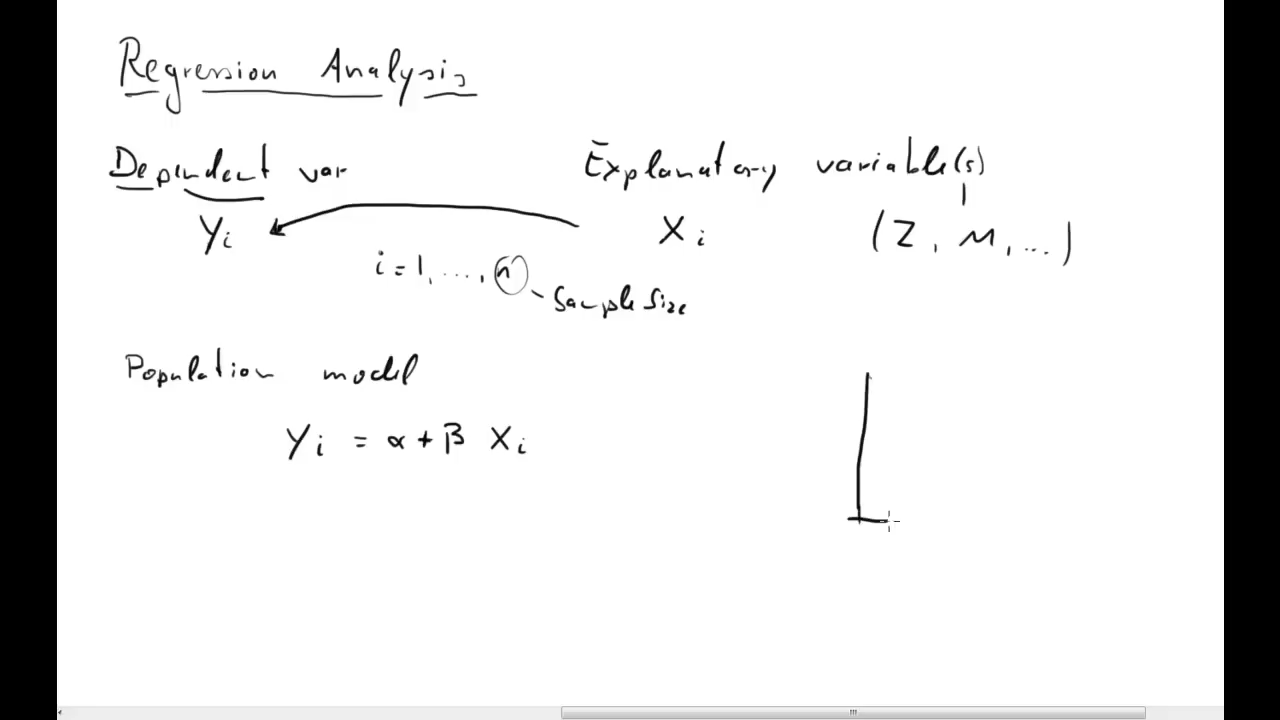 Regression Analysis
Dependent var Explanatory variable(s)
Yi Xi (Z, M, ...)
i = 1, ...., n - Sample Size
Population model
Yi = α + β Xi